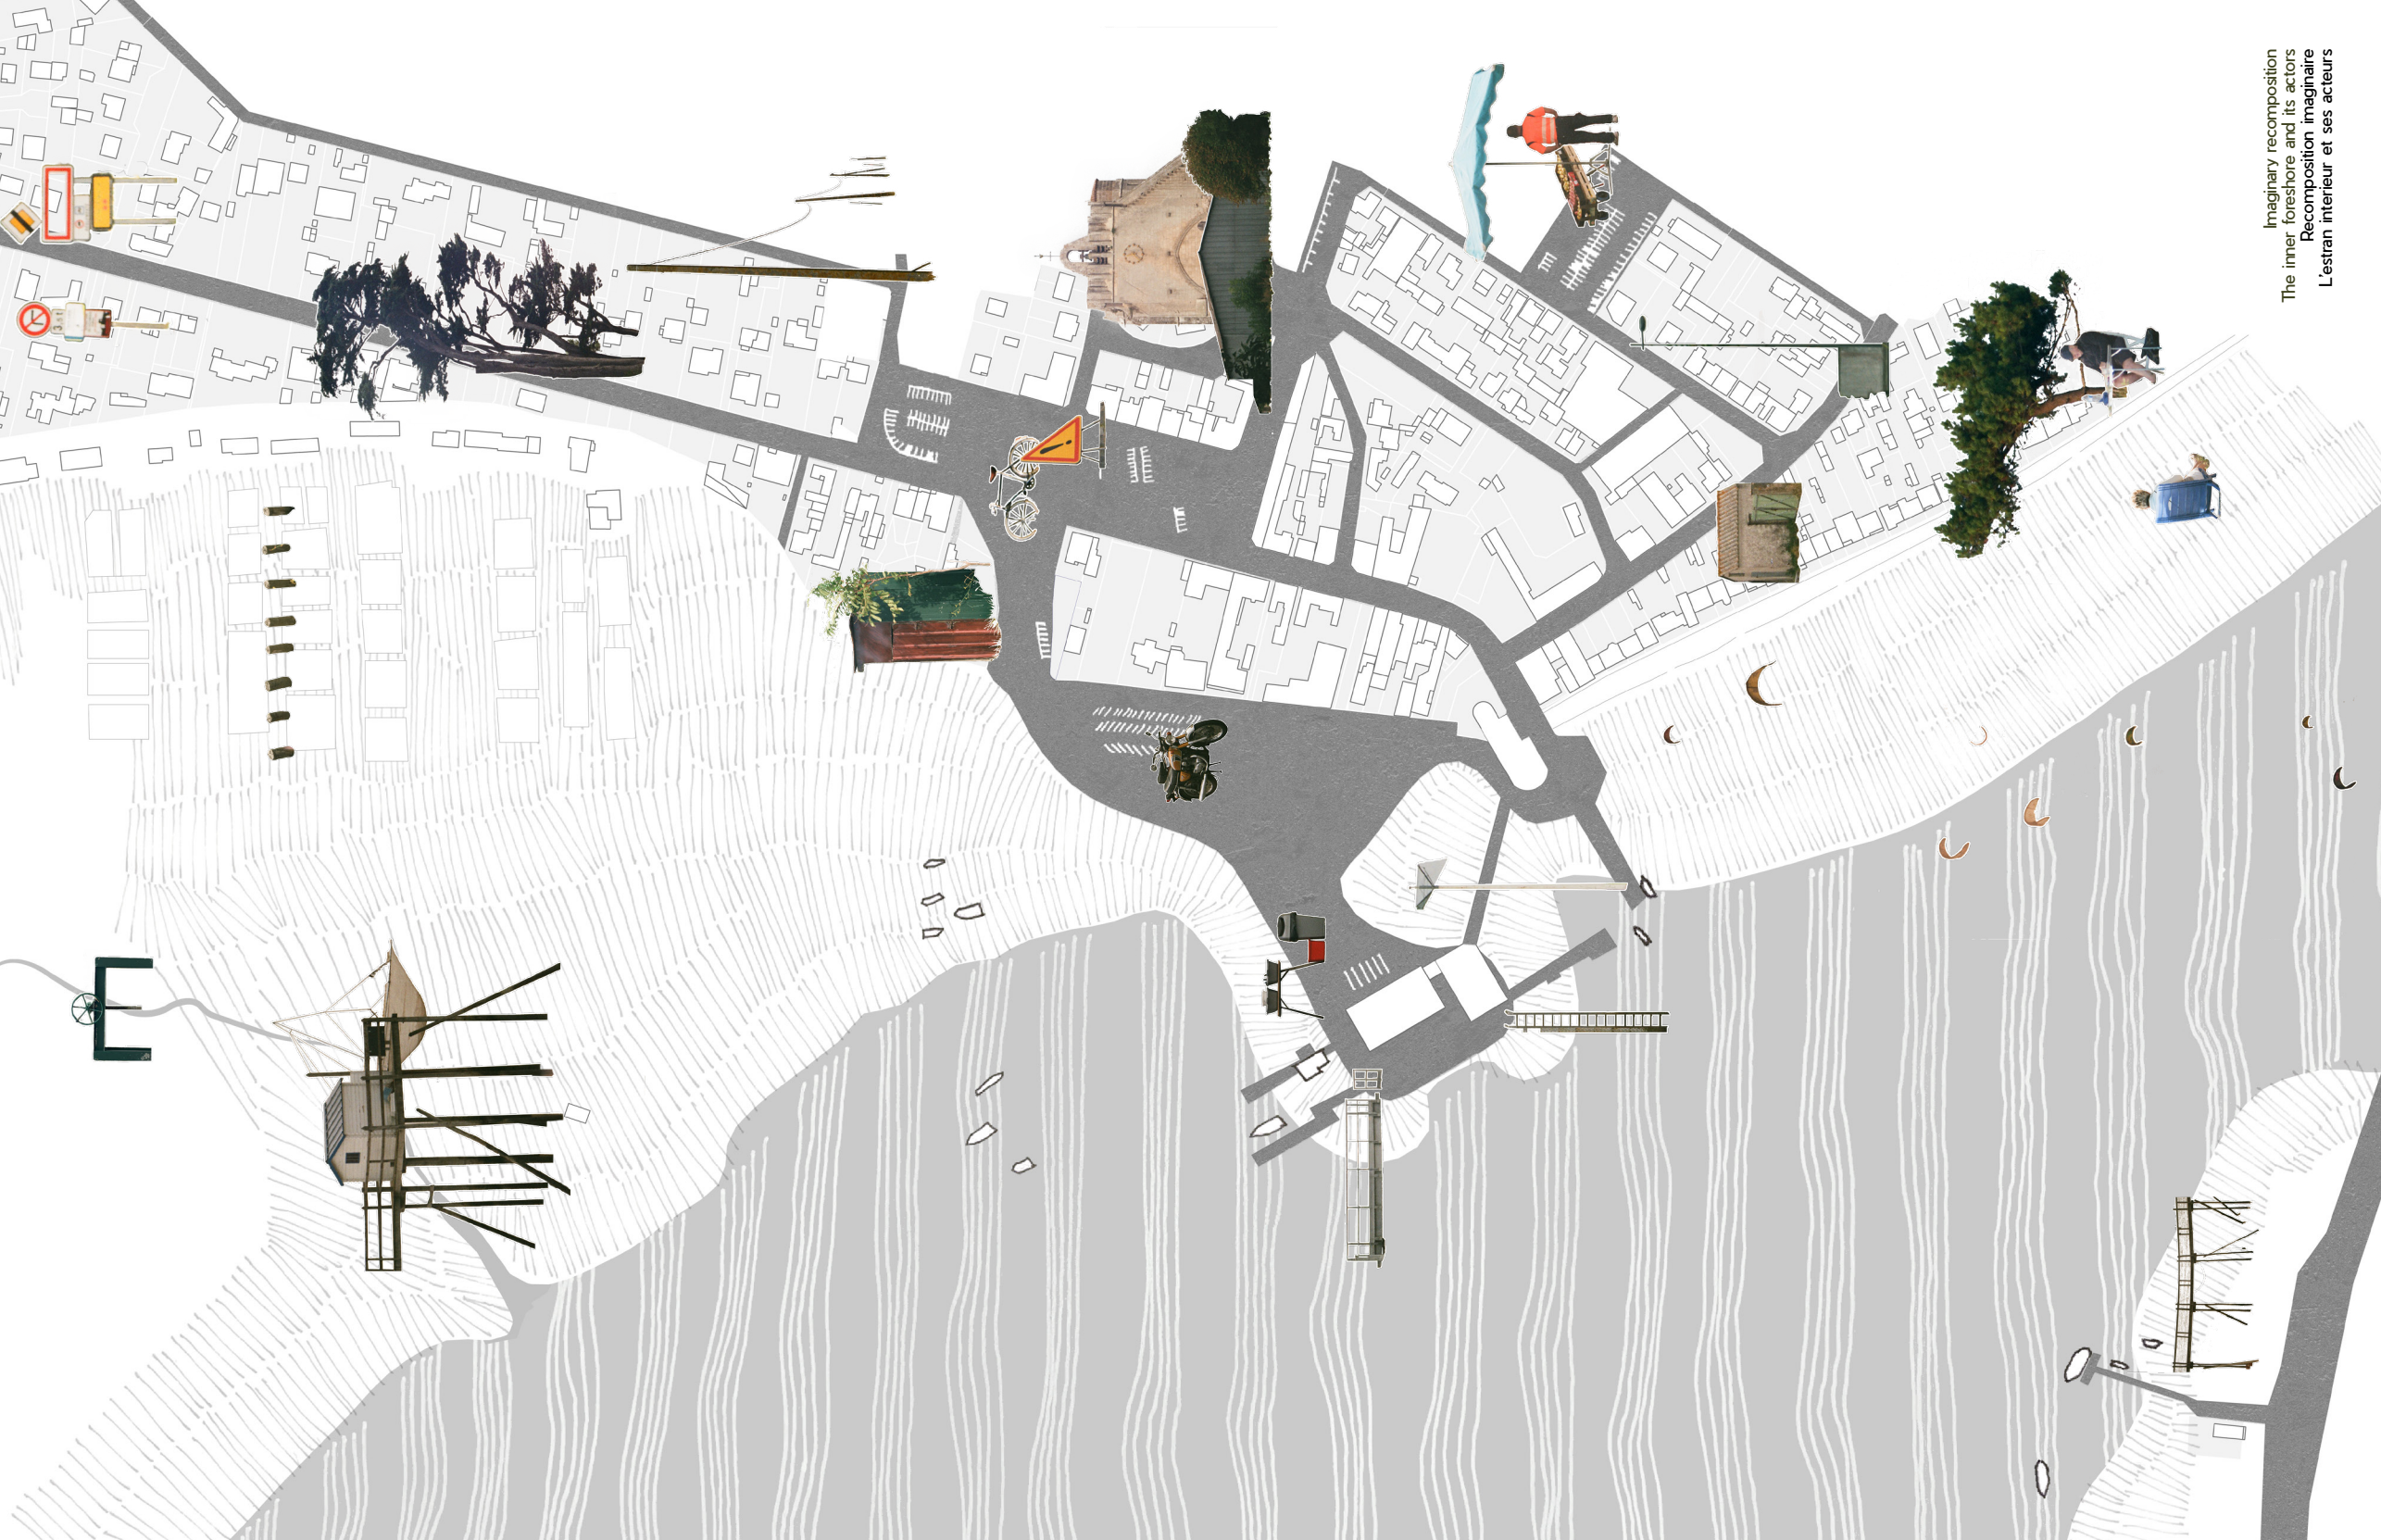 Imaginary recomposition
The inner foreshore and its actors
Recomposition imaginaire
L'estran interieur et ses acteurs